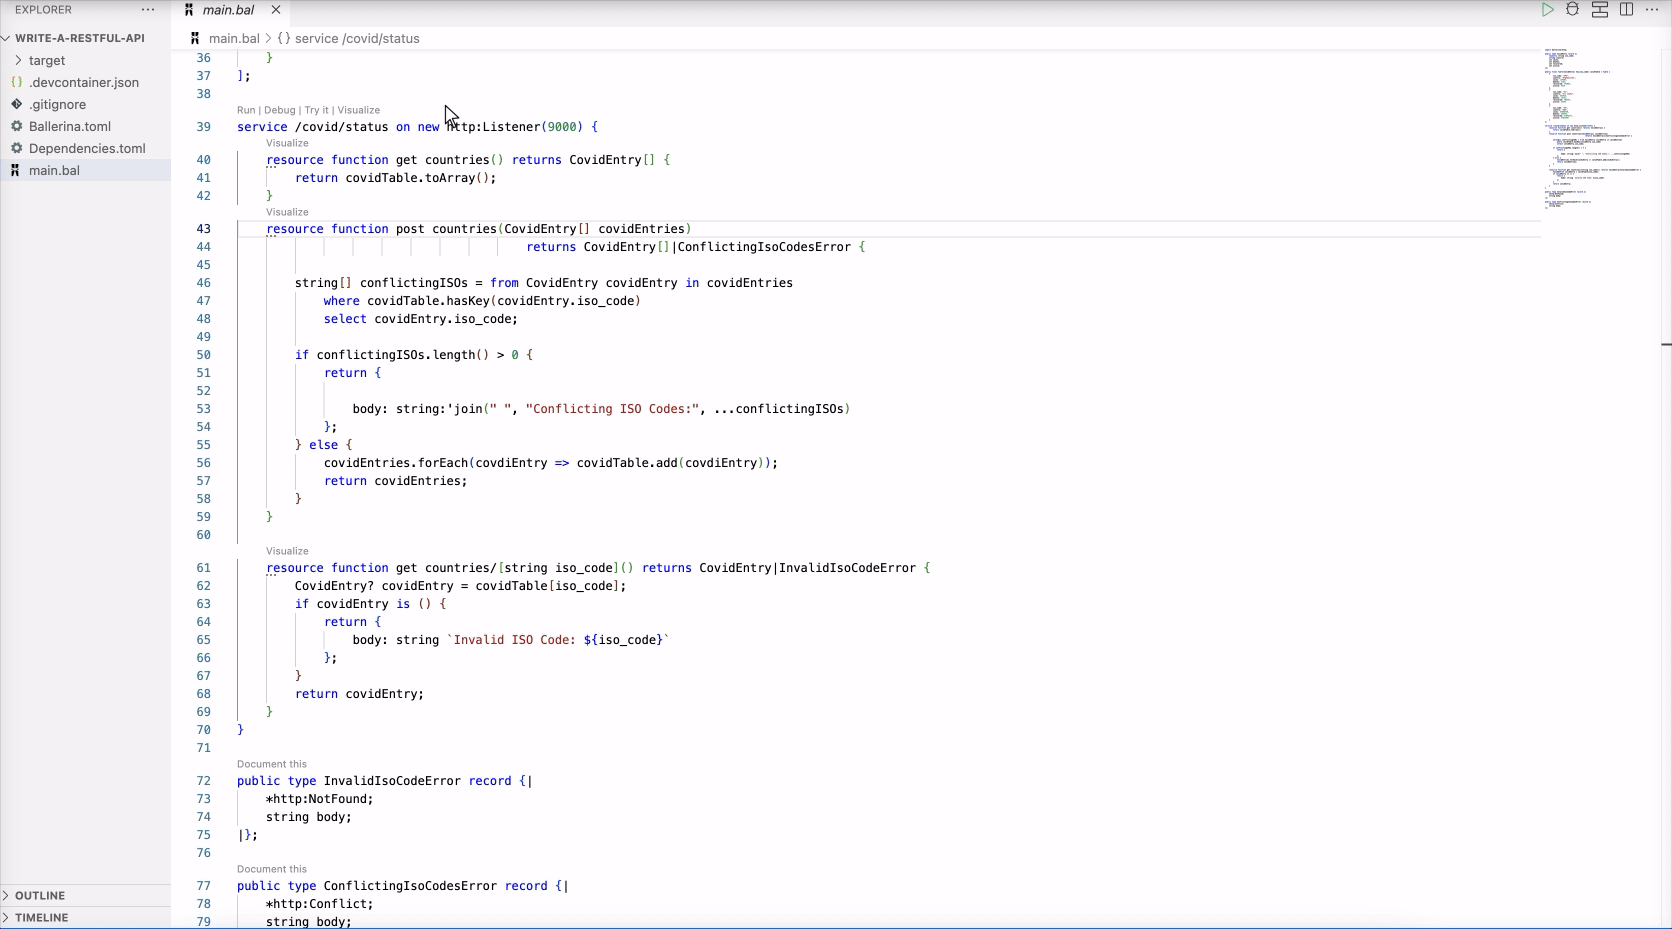 EXPLORER ···
WRITE-A-RESTFUL-API
target
{} .devcontainer.json
.gitignore
Ballerina.toml
Dependencies.toml
main.bal
OUTLINE
TIMELINE
main.bal
···
main.bal > {} service /covid/status
36 }
37 ];
38
Run | Debug | Try it | Visualize
39 service /covid/status on new http:Listener(9000) {
Visualize
40 resource function get countries() returns CovidEntry[] {
41 return covidTable.toArray();
42 }
Visualize
43 resource function post countries(CovidEntry[] covidEntries)
44 returns CovidEntry[]|ConflictingIsoCodesError {
45
46 string[] conflictingISOs = from CovidEntry covidEntry in covidEntries
47 where covidTable.hasKey(covidEntry.iso_code)
48 select covidEntry.iso_code;
49
50 if conflictingISOs.length() > 0 {
51 return {
52
53 body: string:'join(" ", "Conflicting ISO Codes:", ...conflictingISOs)
54 };
55 } else {
56 covidEntries.forEach(covdiEntry => covidTable.add(covdiEntry));
57 return covidEntries;
58 }
59 }
60
Visualize
61 resource function get countries/[string iso_code]() returns CovidEntry|InvalidIsoCodeError {
62 CovidEntry? covidEntry = covidTable[iso_code];
63 if covidEntry is () {
64 return {
65 body: string `Invalid ISO Code: ${iso_code}`
66 };
67 }
68 return covidEntry;
69 }
70 }
71
Document this
72 public type InvalidIsoCodeError record {|
73 *http:NotFound;
74 string body;
75 |};
76
Document this
77 public type ConflictingIsoCodesError record {|
78 *http:Conflict;
79 string body;